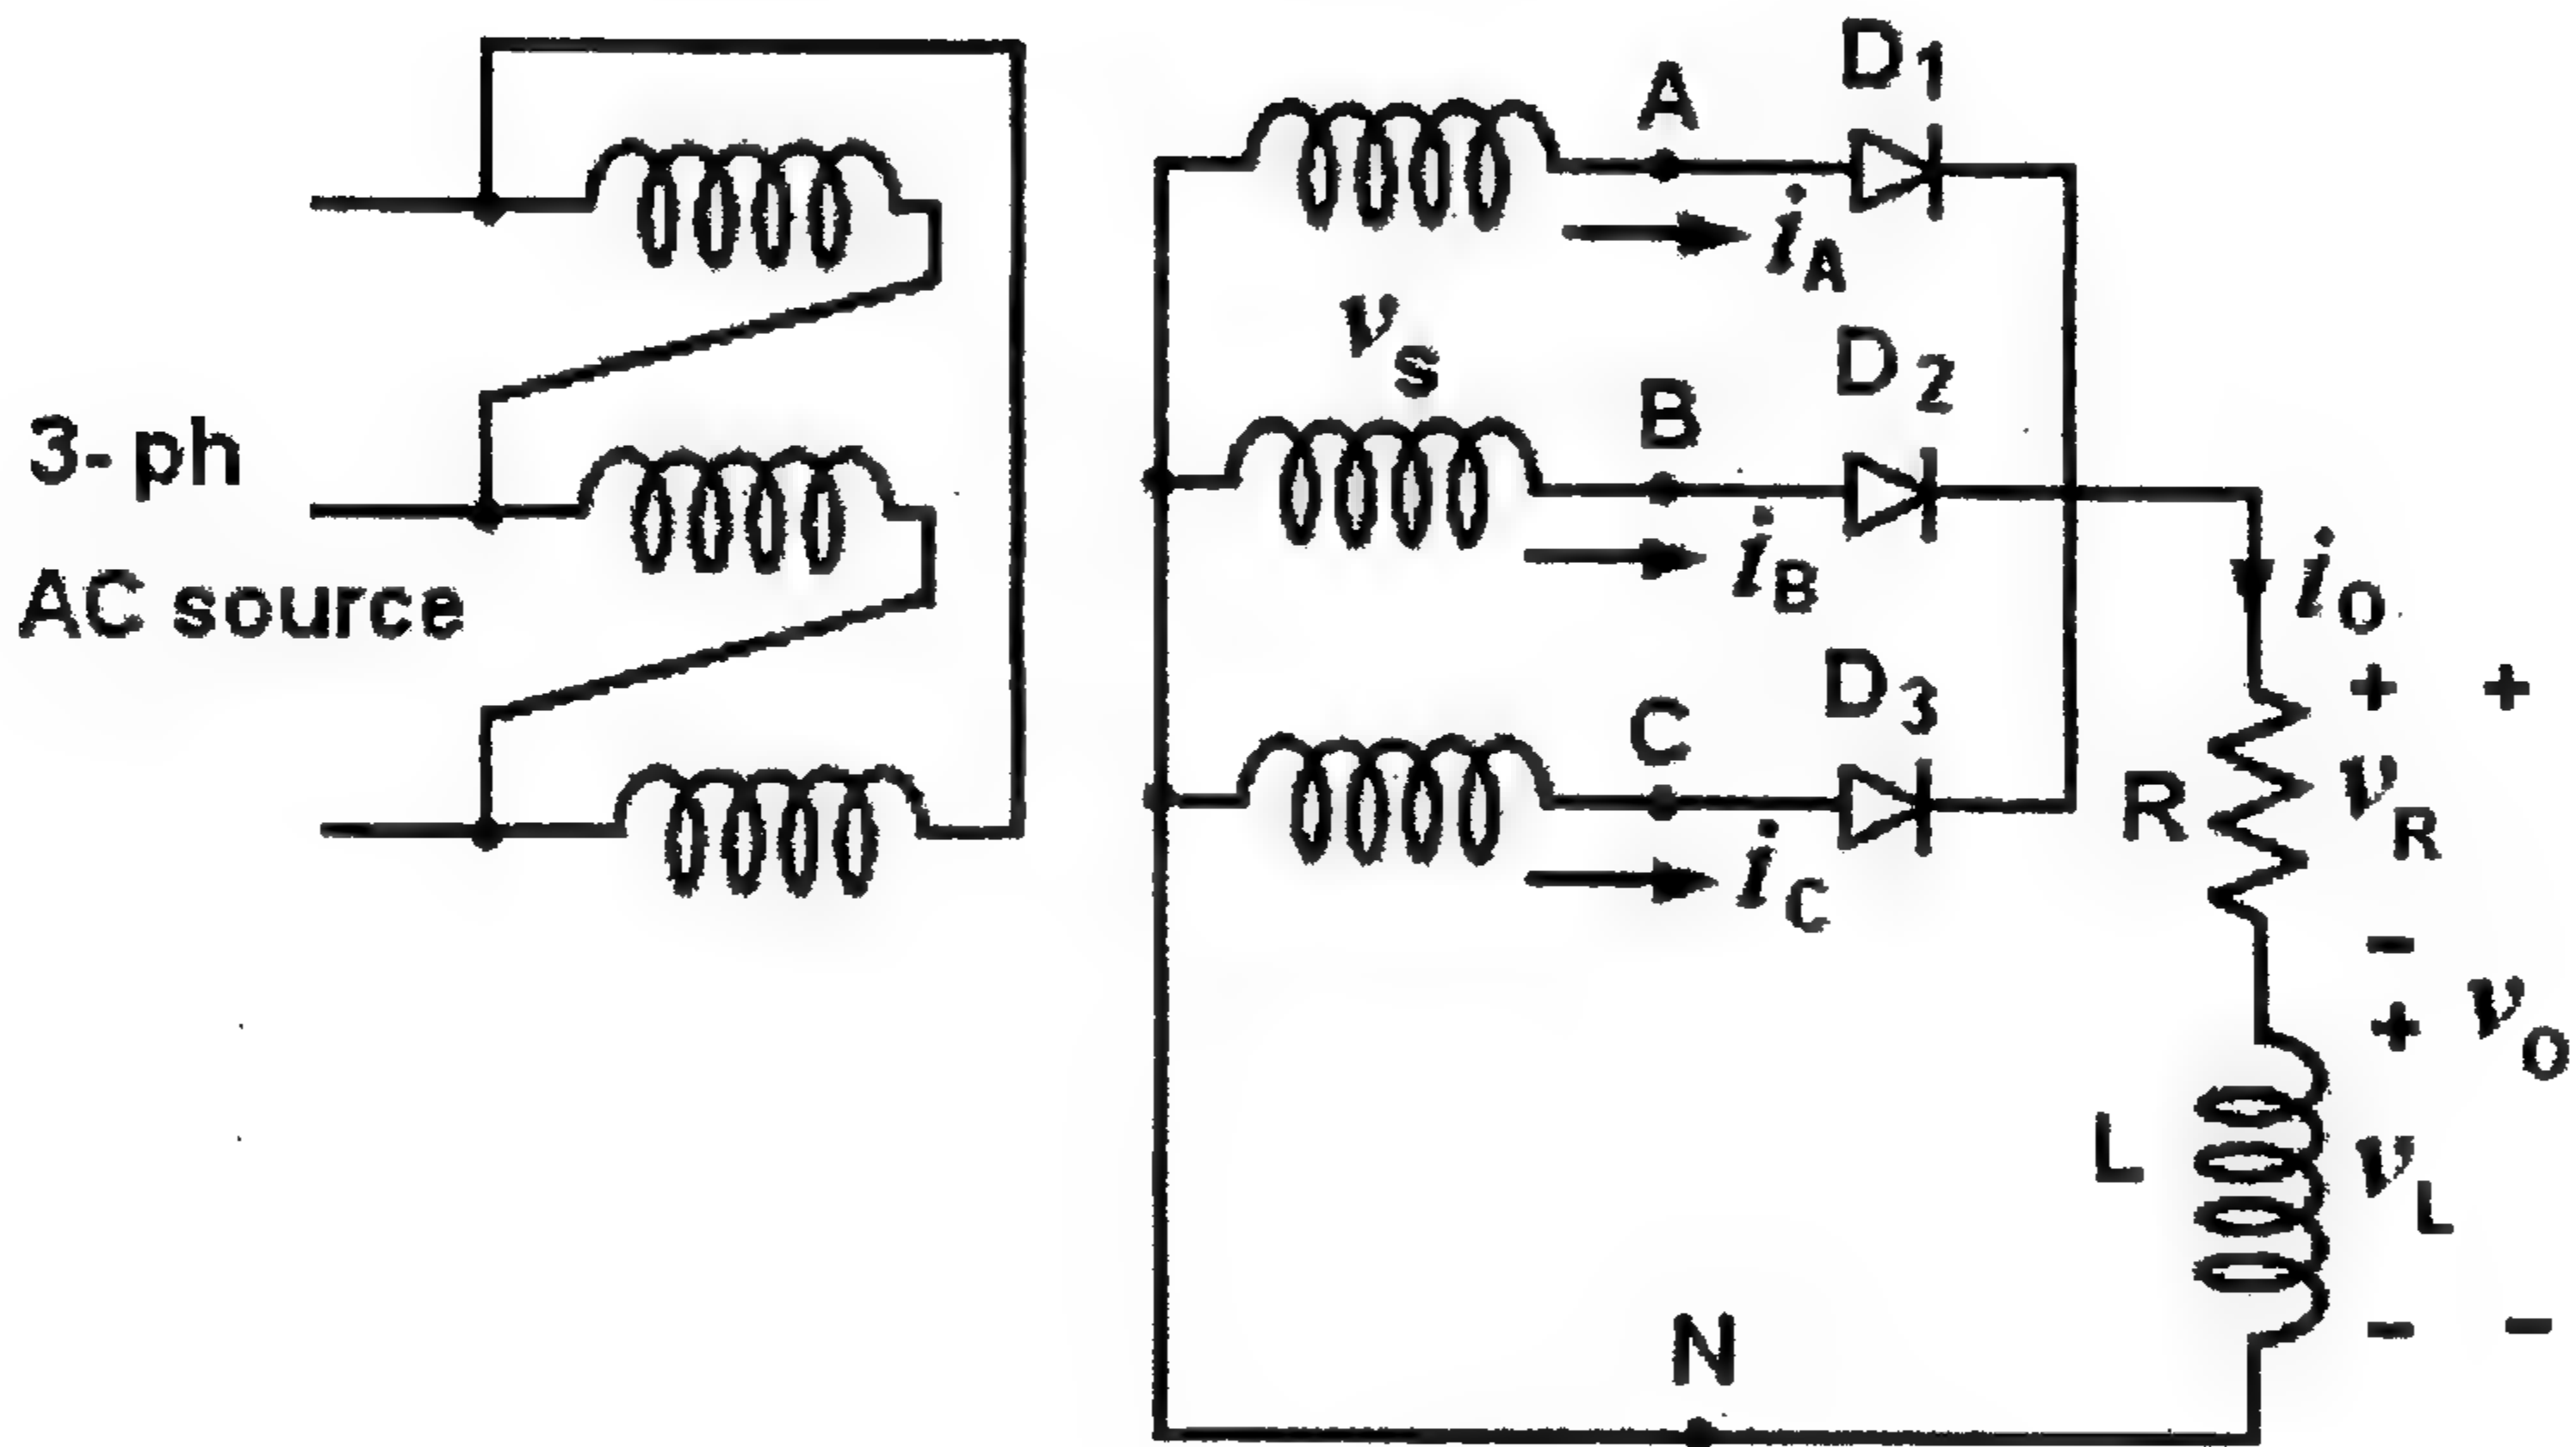 3-ph
AC source
A
D1
iA
vs
B
D2
iB
C
D3
iC
iO
+ +
R
vR
-
+
vO
L
vL
- -
N